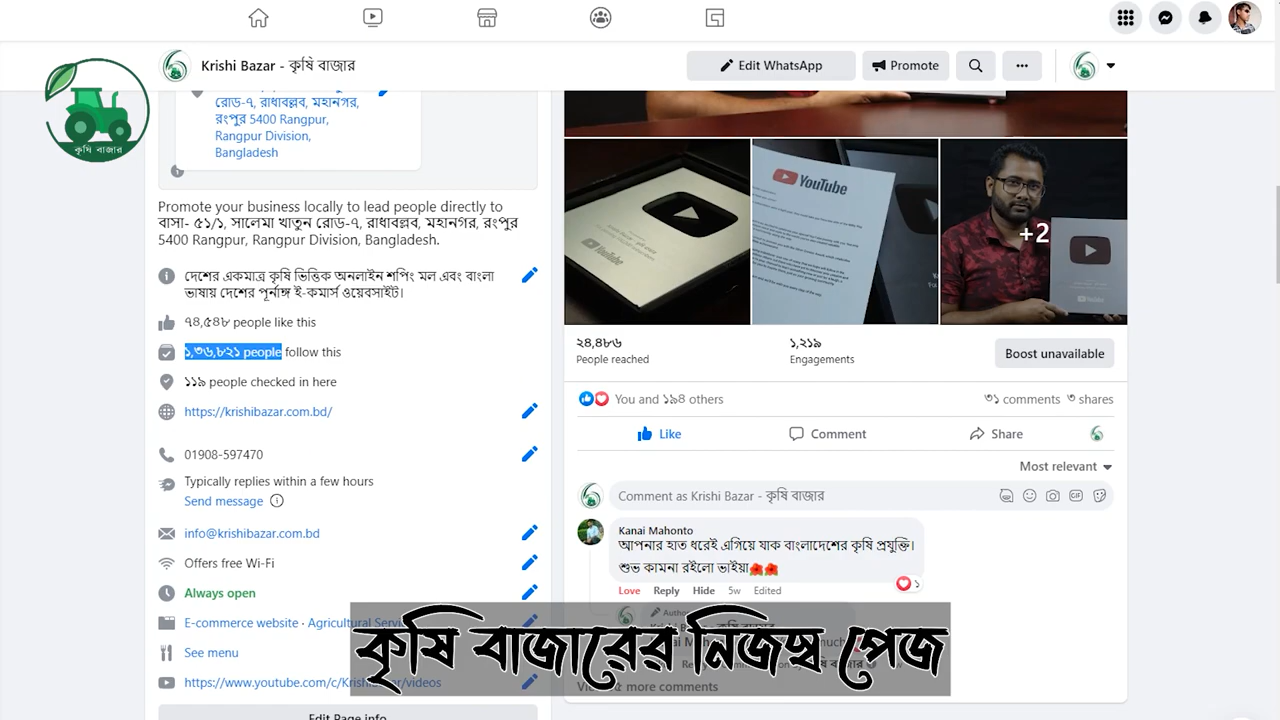 Krishi Bazar - কৃষি বাজার
Edit WhatsApp
Promote
কৃষি বাজার
রোড-৭, রাধাবল্লব, মহানগর,
রংপুর 5400 Rangpur,
Rangpur Division,
Bangladesh
Promote your business locally to lead people directly to
বাসা- ৫১/১, সালেমা খাতুন রোড-৭, রাধাবল্লব, মহানগর, রংপুর
5400 Rangpur, Rangpur Division, Bangladesh.
দেশের একমাত্র কৃষি ভিত্তিক অনলাইন শপিং মল এবং বাংলা
ভাষায় দেশের পূর্নাঙ্গ ই-কমার্স ওয়েবসাইট।
৭৪,৫৪৮ people like this
১,৩৬,৮২১ people follow this
১১৯ people checked in here
https://krishibazar.com.bd/
01908-597470
Typically replies within a few hours
Send message
info@krishibazar.com.bd
Offers free Wi-Fi
Always open
E-commerce website · Agricultural
See menu
https://www.youtube.com/c/Krishi /videos
Edit Page info
YouTube
YouTube
+2
২৪,৪৮৬
People reached
১,২১৯
Engagements
Boost unavailable
You and ১৯৪ others
৩১ comments ৩ shares
Like
Comment
Share
Most relevant
Comment as Krishi Bazar - কৃষি বাজার
GIF
Kanai Mahonto
আপনার হাত ধরেই এগিয়ে যাক বাংলাদেশের কৃষি প্রযুক্তি।
শুভ কামনা রইলো ভাইয়া🌺🌺
১
Love Reply Hide 5w Edited
more comments
কৃষি বাজারের নিজস্ব পেজ